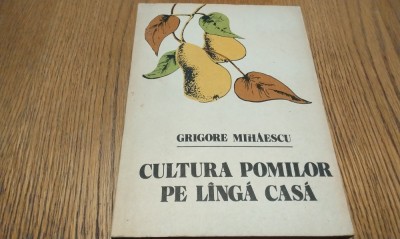 GRIGORE MIHĂESCU
CULTURA POMILOR
PE LÎNGĂ CASĂ